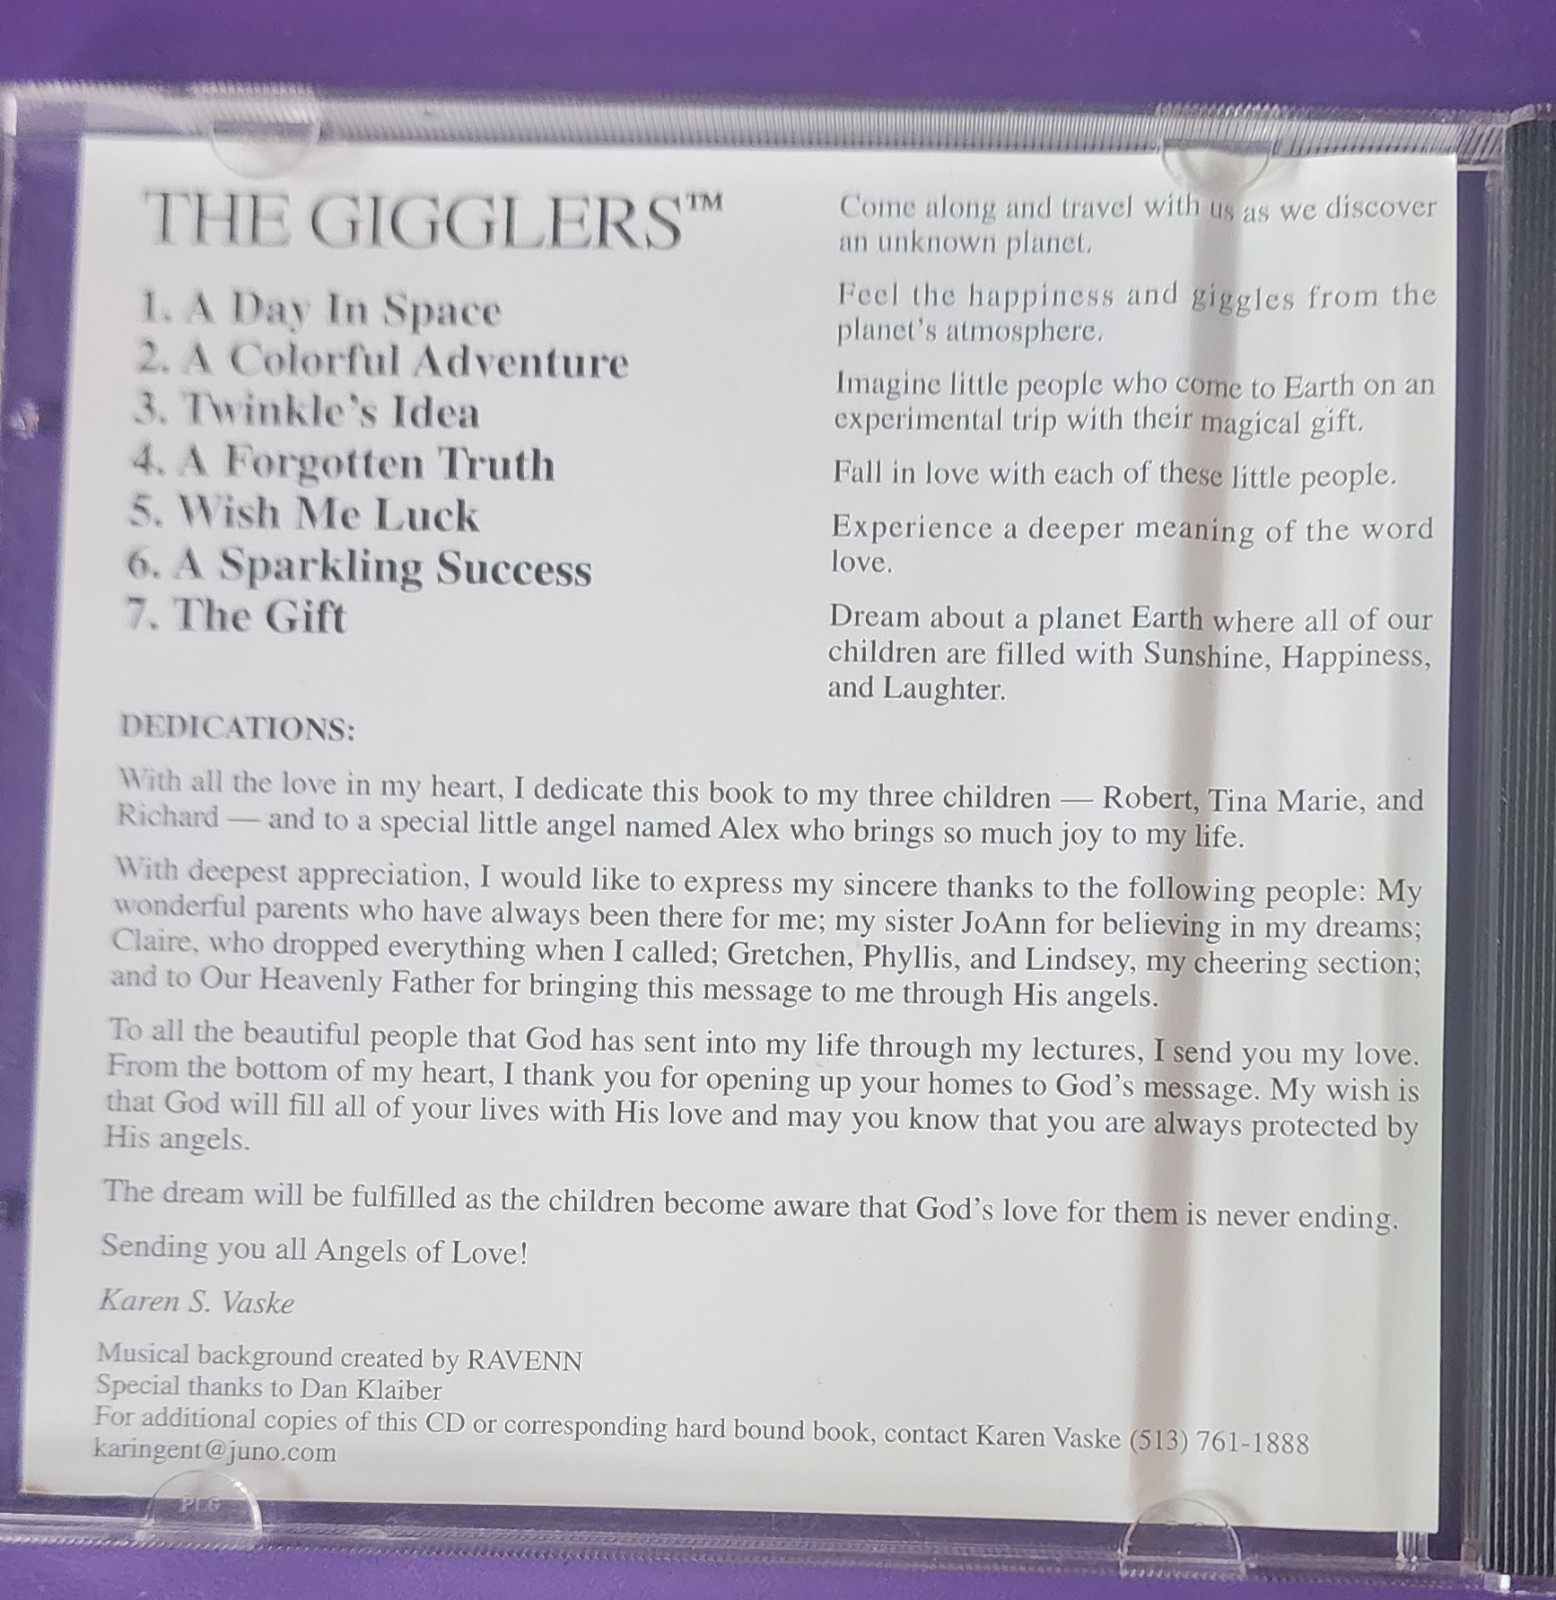 THE GIGGLERS™
1. A Day In Space
2. A Colorful Adventure
3. Twinkle's Idea
4. A Forgotten Truth
5. Wish Me Luck
6. A Sparkling Success
7. The Gift
Come along and travel with us as we discover
an unknown planet.
Feel the happiness and giggles from the
planet's atmosphere.
Imagine little people who come to Earth on an
experimental trip with their magical gift.
Fall in love with each of these little people.
Experience a deeper meaning of the word
love.
Dream about a planet Earth where all of our
children are filled with Sunshine, Happiness,
and Laughter.
DEDICATIONS:
With all the love in my heart, I dedicate this book to my three children — Robert, Tina Marie, and
Richard — and to a special little angel named Alex who brings so much joy to my life.
With deepest appreciation, I would like to express my sincere thanks to the following people: My
wonderful parents who have always been there for me; my sister JoAnn for believing in my dreams;
Claire, who dropped everything when I called; Gretchen, Phyllis, and Lindsey, my cheering section;
and to Our Heavenly Father for bringing this message to me through His angels.
To all the beautiful people that God has sent into my life through my lectures, I send you my love.
From the bottom of my heart, I thank you for opening up your homes to God's message. My wish is
that God will fill all of your lives with His love and may you know that you are always protected by
His angels.
The dream will be fulfilled as the children become aware that God's love for them is never ending.
Sending you all Angels of Love!
Karen S. Vaske
Musical background created by RAVENN
Special thanks to Dan Klaiber
For additional copies of this CD or corresponding hard bound book, contact Karen Vaske (513) 761-1888
karingent@juno.com